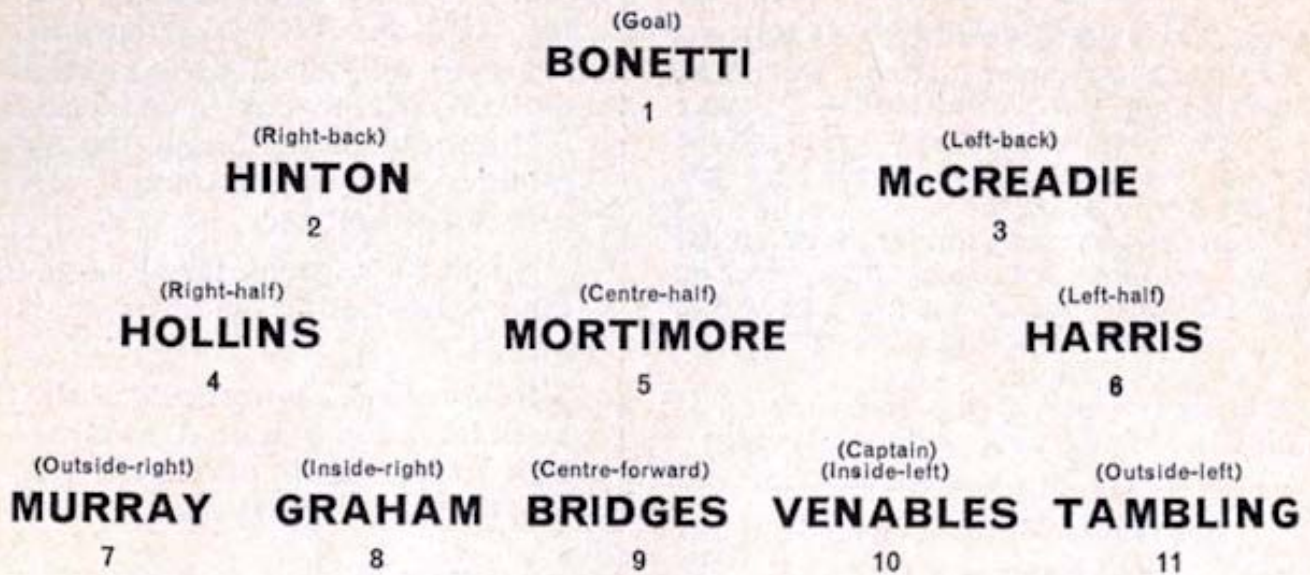 (Goal)
BONETTI
1
(Right-back) (Left-back)
HINTON McCREADIE
2 3
(Right-half) (Centre-half) (Left-half)
HOLLINS MORTIMORE HARRIS
4 5 6
(Captain)
(Outside-right) (Inside-right) (Centre-forward) (Inside-left) (Outside-left)
MURRAY GRAHAM BRIDGES VENABLES TAMBLING
7 8 9 10 11